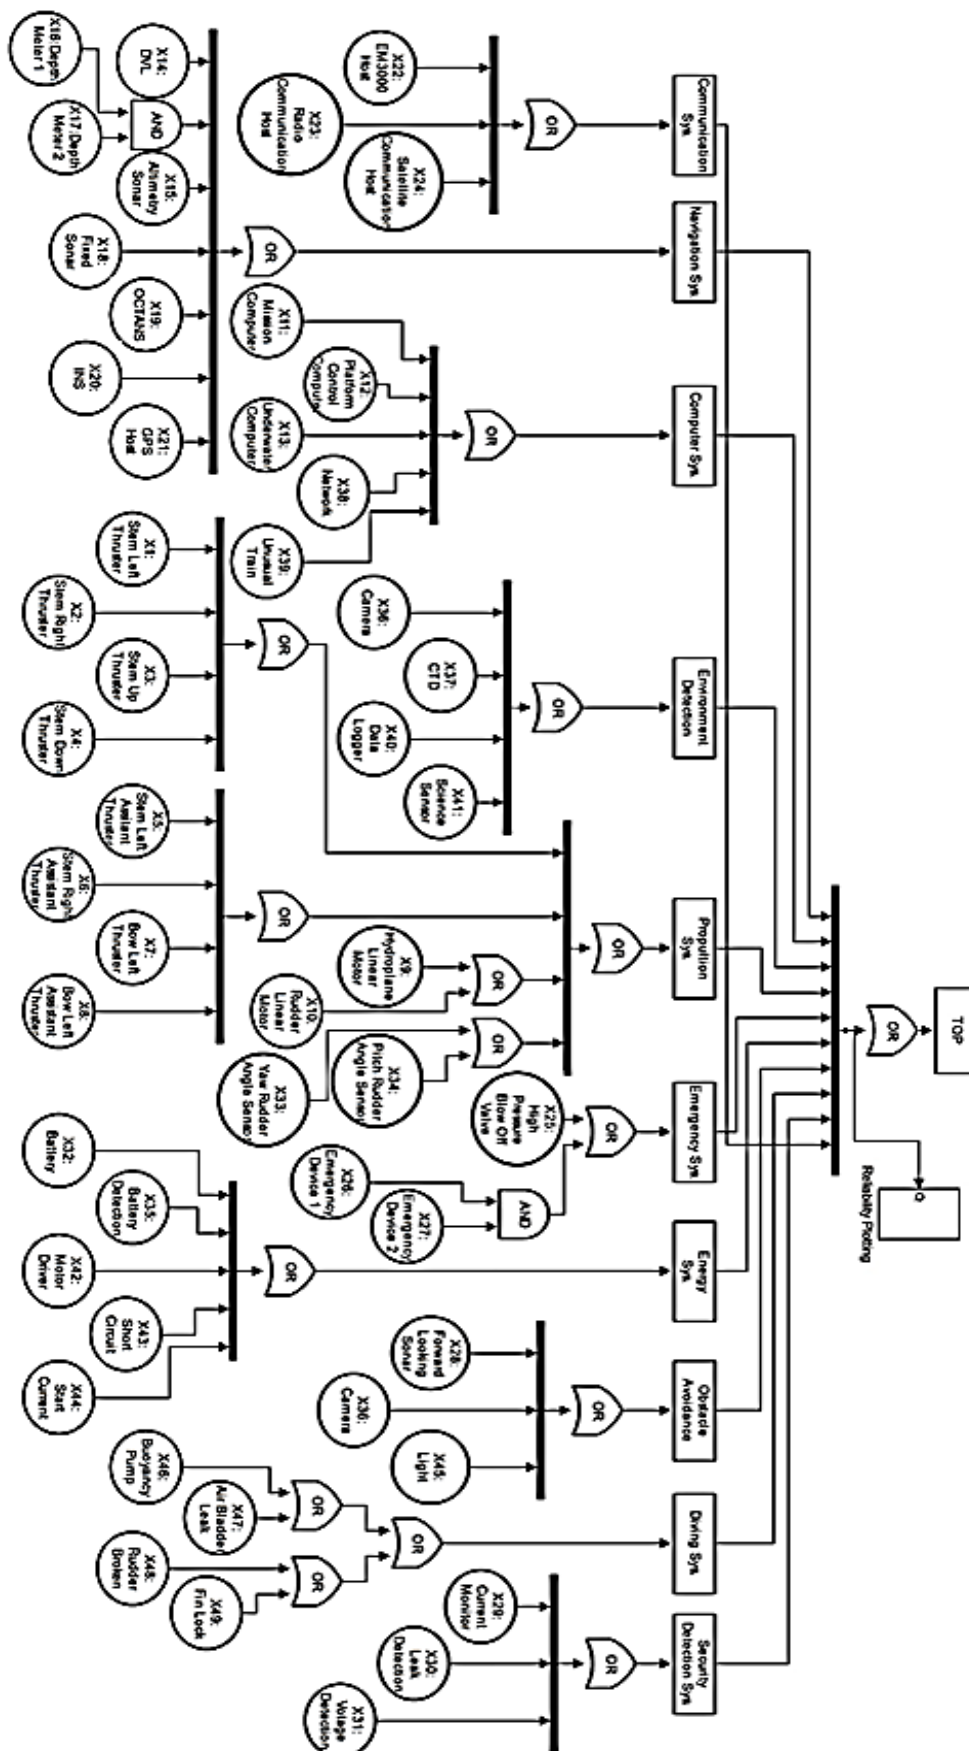 TOP
OR
Reliability Plotting
Communication
Sys
Navigation Sys
Computer Sys
Environment
Detection
Propultion
Sys
Emergency Sys
Energy
Sys
Obstacle
Avoidance
Diving Sys
Security
Detection Sys
OR
X22:
EM3000
Host
X23:
Radio
Communication
Host
X24:
Satelline
Communication
Host
OR
X14:
DVL
X16:Depth
Meter 1
AND
X17:Depth
Meter 2
X15:
Altimetry
Sonar
X18:
Fixed
Sonar
X19:
OCTANS
X20:
INS
X21:
GPS
Host
OR
X11:
Mission
Computer
X12:
Platform
Control
Computer
X13:
Underwater
Computer
X38:
Network
X39:
Unusual
Train
OR
X36:
Camera
X37:
CTD
X40:
Data
Logger
X41:
Science
Sensor
OR
OR
X1:
Stem Left
Thruster
X2:
Stem Right
Thruster
X3:
Stem Up
Thruster
X4:
Stem Down
Thruster
OR
X5:
Stem Left
Assistant
Thruster
X6:
Stem Right
Assistant
Thruster
X7:
Bow Left
Thruster
X8:
Bow Left
Assistant
Thruster
OR
X9:
Hydroplane
Linear
Motor
X10:
Rudder
Linear
Motor
OR
X33:
Yaw Rudder
Angle Sensor
X34:
Pitch Rudder
Angle Sensor
OR
X25:
High
Pressure
Blow Off
Valve
AND
X26:
Emergency
Device 1
X27:
Emergency
Device 2
OR
X32:
Battery
X35:
Battery
Detection
X42:
Motor
Driver
X43:
Short
Circuit
X44:
Start
Current
OR
X28:
Forward
Looking
Sonar
X36:
Camera
X45:
Light
OR
OR
X46:
Buoyancy
Pump
X47:
Air Bladder
Leak
OR
X48:
Rudder
Broken
X49:
Fin Lock
OR
X29:
Current
Monitor
X30:
Leak
Detection
X31:
Votage
Detection